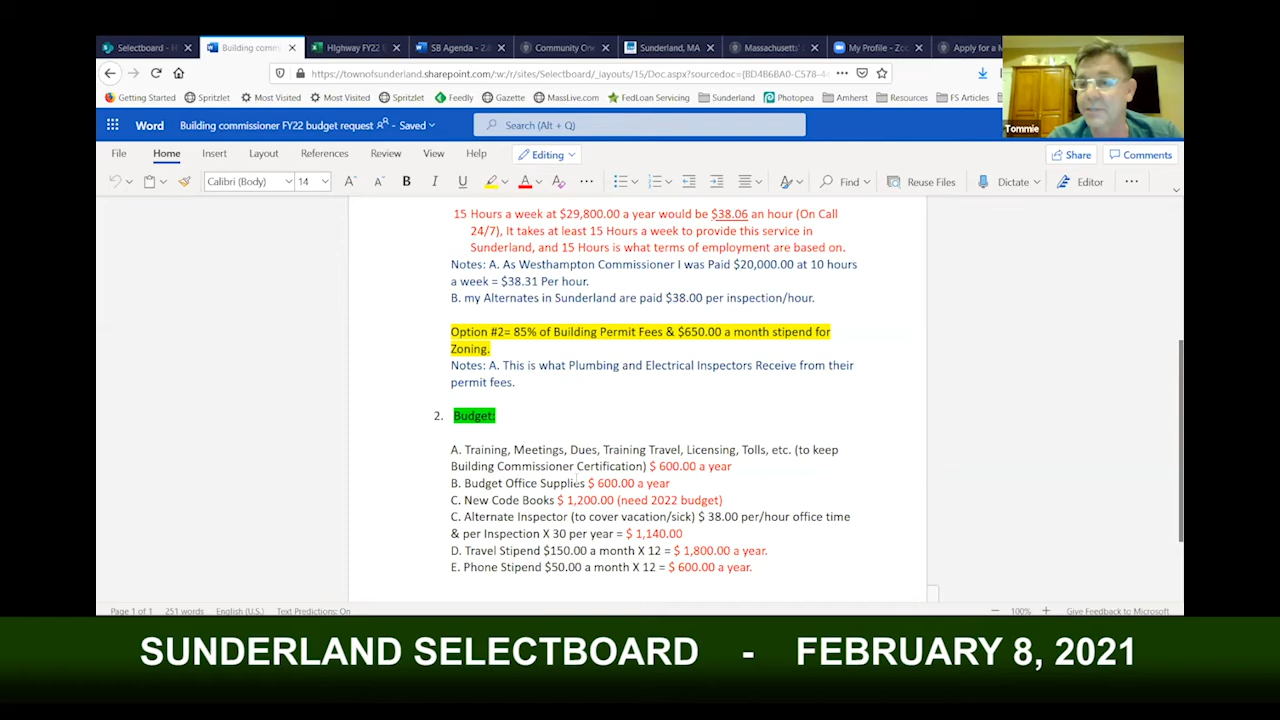 Selectboard - H
Building comm
HIghway FY22 B
SB Agenda - 2.8
Community One
Sunderland, MA
Massachusetts'
My Profile - Zoo
Apply for a M
https://townofsunderland.sharepoint.com/:w:/r/sites/Selectboard/_layouts/15/Doc.aspx?sourcedoc={BD4B6BA0-C578-4
Getting Started Spritzlet Most Visited Most Visited Spritzlet Feedly Gazette MassLive.com FedLoan Servicing Sunderland Photopea Amherst Resources FS Articles
Tommie
Word Building commissioner FY22 budget request - Saved Search (Alt + Q)
File Home Insert Layout References Review View Help Editing Share Comments
Calibri (Body) 14 B I U A Find Reuse Files Dictate Editor
15 Hours a week at $29,800.00 a year would be $38.06 an hour (On Call
24/7), It takes at least 15 Hours a week to provide this service in
Sunderland, and 15 Hours is what terms of employment are based on.
Notes: A. As Westhampton Commissioner I was Paid $20,000.00 at 10 hours
a week = $38.31 Per hour.
B. my Alternates in Sunderland are paid $38.00 per inspection/hour.
Option #2= 85% of Building Permit Fees & $650.00 a month stipend for
Zoning.
Notes: A. This is what Plumbing and Electrical Inspectors Receive from their
permit fees.
2. Budget:
A. Training, Meetings, Dues, Training Travel, Licensing, Tolls, etc. (to keep
Building Commissioner Certification) $ 600.00 a year
B. Budget Office Supplies $ 600.00 a year
C. New Code Books $ 1,200.00 (need 2022 budget)
C. Alternate Inspector (to cover vacation/sick) $ 38.00 per/hour office time
& per Inspection X 30 per year = $ 1,140.00
D. Travel Stipend $150.00 a month X 12 = $ 1,800.00 a year.
E. Phone Stipend $50.00 a month X 12 = $ 600.00 a year.
Page 1 of 1 251 words English (U.S.) Text Predictions: On 100% Give Feedback to Microsoft
SUNDERLAND SELECTBOARD - FEBRUARY 8, 2021